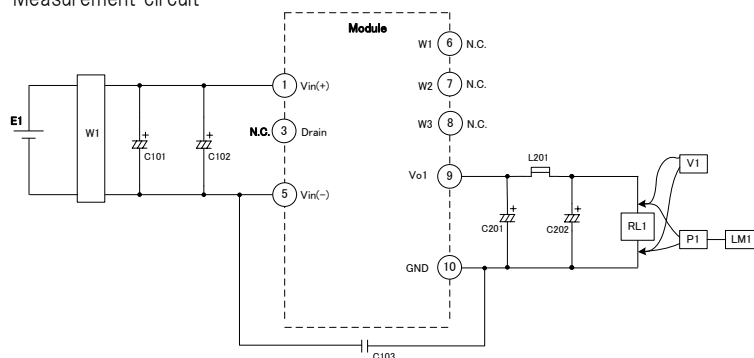 Measurement circuit
Module
W1 6 N.C.
1 Vin(+)
W2 7 N.C.
E1
W1
C101
C102
N.C. 3 Drain
W3 8 N.C.
L201
Vo1 9
V1
5 Vin(-)
C201
C202
RL1
P1
LM1
GND 10
C103